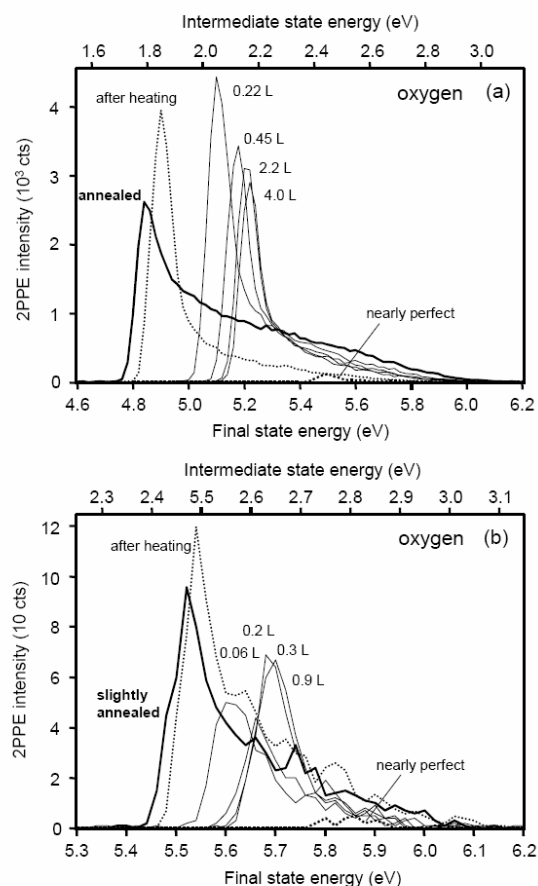 Intermediate state energy (eV)
1.6 1.8 2.0 2.2 2.4 2.6 2.8 3.0
after heating
0.22 L
oxygen (a)
0.45 L
2.2 L
4.0 L
annealed
nearly perfect
2PPE intensity (10³ cts)
4
3
2
1
0
4.6 4.8 5.0 5.2 5.4 5.6 5.8 6.0 6.2
Final state energy (eV)
Intermediate state energy (eV)
2.3 2.4 5.5 2.6 2.7 2.8 2.9 3.0 3.1
after heating
oxygen (b)
0.2 L
0.06 L
0.3 L
0.9 L
slightly
annealed
nearly perfect
2PPE intensity (10 cts)
12
10
8
6
4
2
0
5.3 5.4 5.5 5.6 5.7 5.8 5.9 6.0 6.1 6.2
Final state energy (eV)